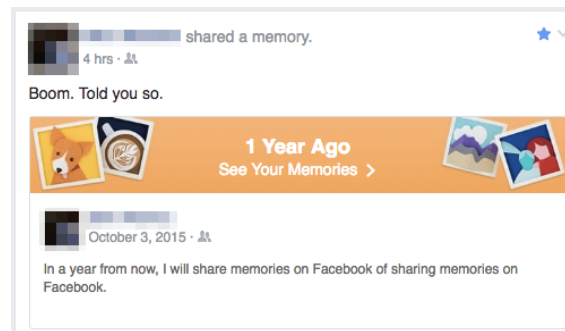 shared a memory.
4 hrs ·
Boom. Told you so.
1 Year Ago
See Your Memories >
October 3, 2015 ·
In a year from now, I will share memories on Facebook of sharing memories on
Facebook.